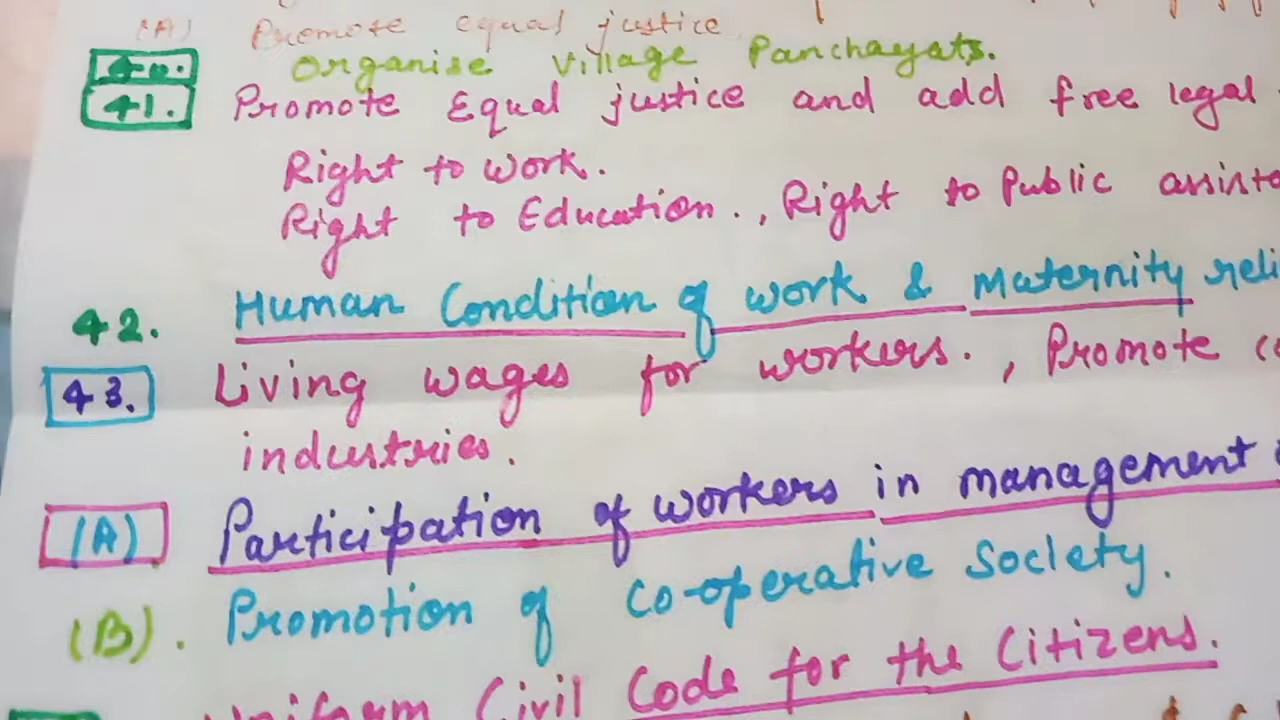 (A) Promote equal justice
40. Organise Village Panchayats.
41. Promote Equal justice and add free legal
Right to work.
Right to Education., Right to Public assista
42. Human Condition of work & Maternity reli
43. Living wages for workers. , Promote co
industries.
(A) Participation of workers in management
(B). Promotion of Co-operative Society.
Uniform Civil Code for the Citizens.